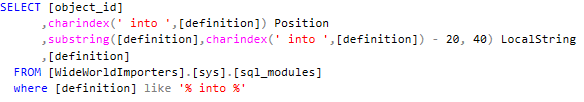 SELECT [object_id]
,charindex(' into ',[definition]) Position
,substring([definition],charindex(' into ',[definition]) - 20, 40) LocalString
,[definition]
FROM [WideWorldImporters].[sys].[sql_modules]
where [definition] like '% into %'